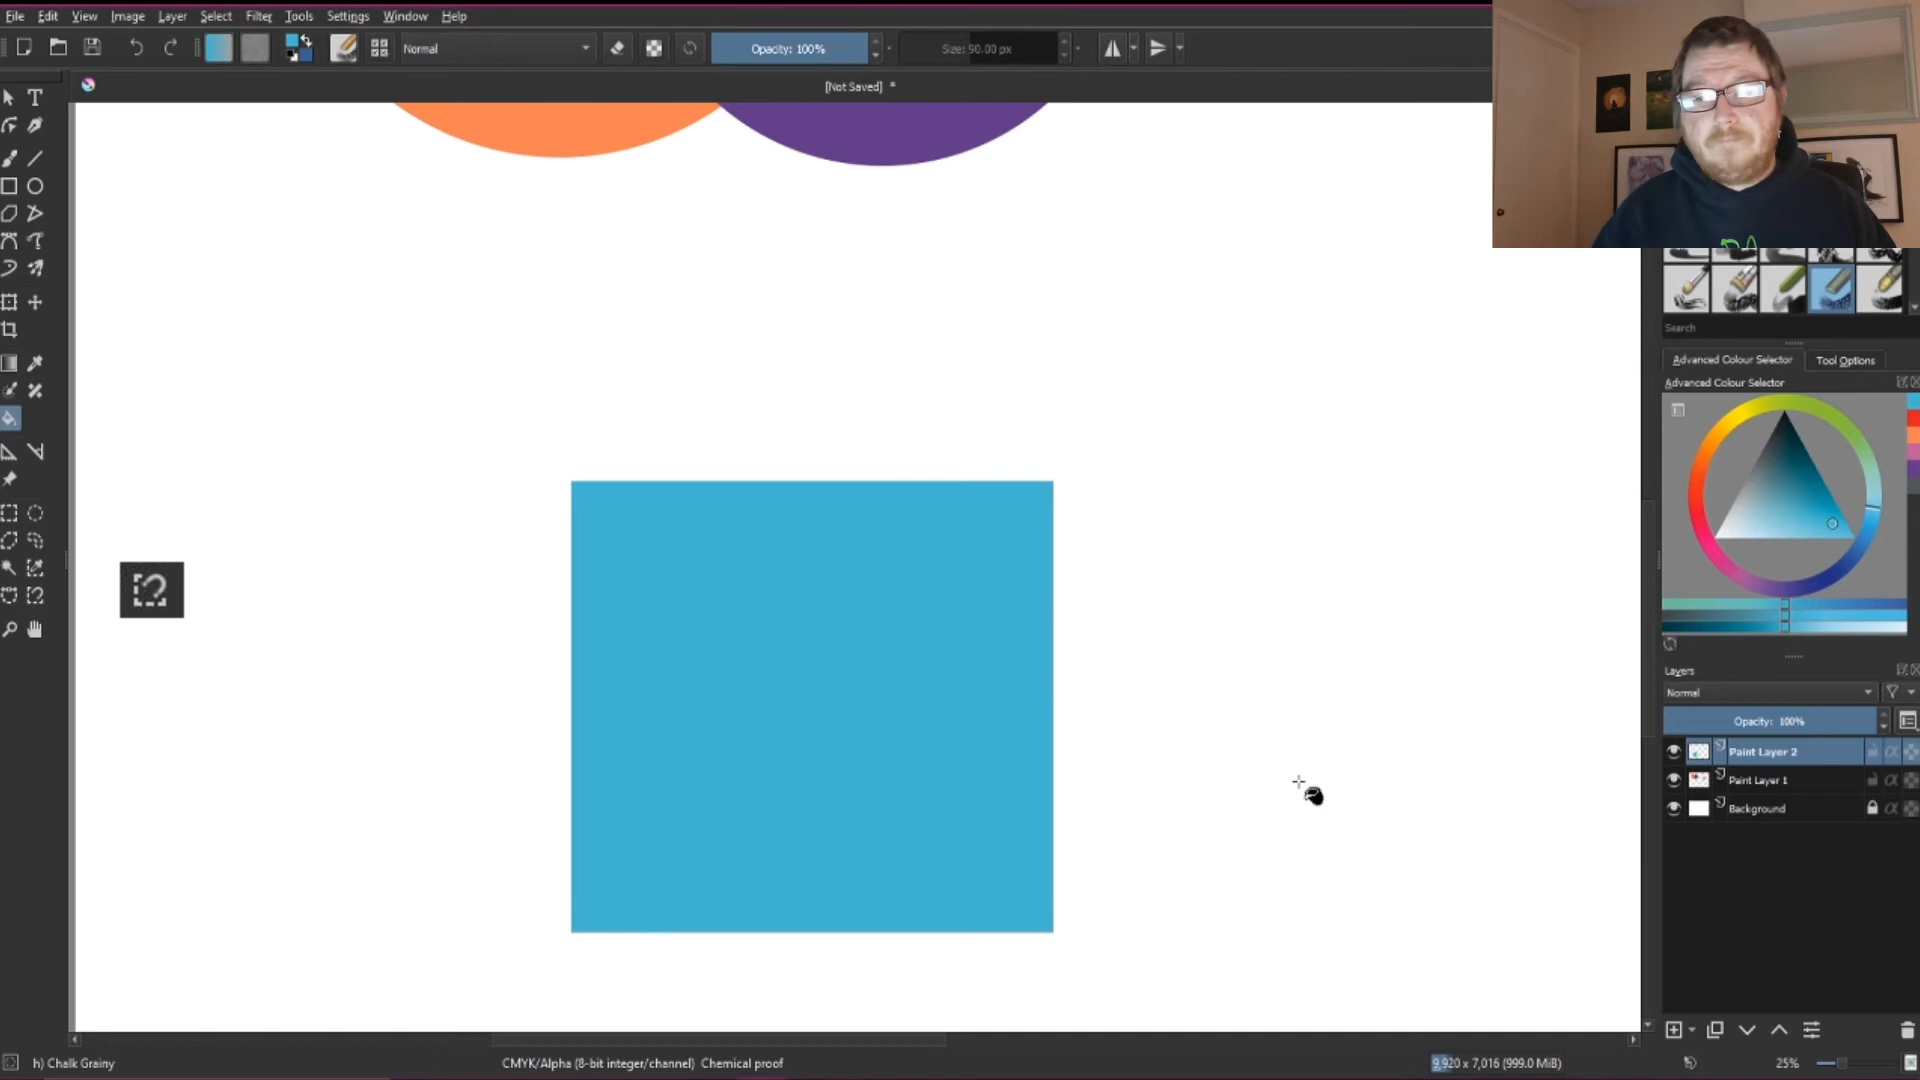 File Edit View Image Layer Select Filter Tools Settings Window Help
Normal
Opacity: 100%
Size: 90.00 px
[Not Saved] *
Search
Advanced Colour Selector
Tool Options
Advanced Colour Selector
Layers
Normal
Opacity: 100%
Paint Layer 2
Paint Layer 1
Background
h) Chalk Grainy
CMYK/Alpha (8-bit integer/channel) Chemical proof
9,920 x 7,016 (999.0 MiB)
25%